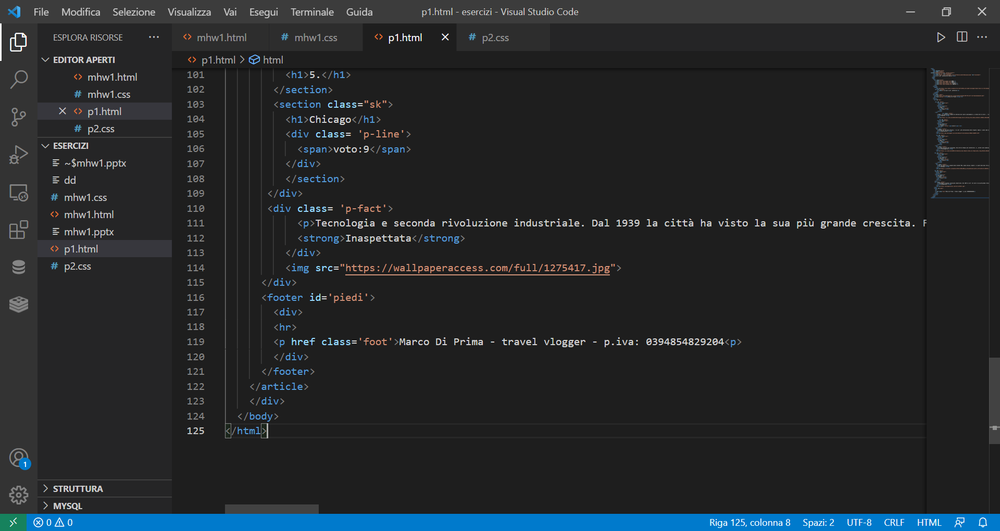 File Modifica Selezione Visualizza Vai Esegui Terminale Guida p1.html - esercizi - Visual Studio Code
ESPLORA RISORSE
EDITOR APERTI
mhw1.html
# mhw1.css
p1.html
# p2.css
ESERCIZI
~$mhw1.pptx
dd
# mhw1.css
mhw1.html
mhw1.pptx
p1.html
# p2.css
STRUTTURA
MYSQL
1
mhw1.html # mhw1.css p1.html # p2.css
p1.html > html
101 <h1>5.</h1>
102 </section>
103 <section class="sk">
104 <h1>Chicago</h1>
105 <div class= 'p-line'>
106 <span>voto:9</span>
107 </div>
108 </section>
109 </div>
110 <div class= 'p-fact'>
111 <p>Tecnologia e seconda rivoluzione industriale. Dal 1939 la città ha visto la sua più grande crescita.
112 <strong>Inaspettata</strong>
113 </div>
114 <img src="https://wallpaperaccess.com/full/1275417.jpg">
115 </div>
116 <footer id='piedi'>
117 <div>
118 <hr>
119 <p href class='foot'>Marco Di Prima - travel vlogger - p.iva: 0394854829204<p>
120 </div>
121 </footer>
122 </article>
123 </div>
124 </body>
125 </html>
0 0 Riga 125, colonna 8 Spazi: 2 UTF-8 CRLF HTML